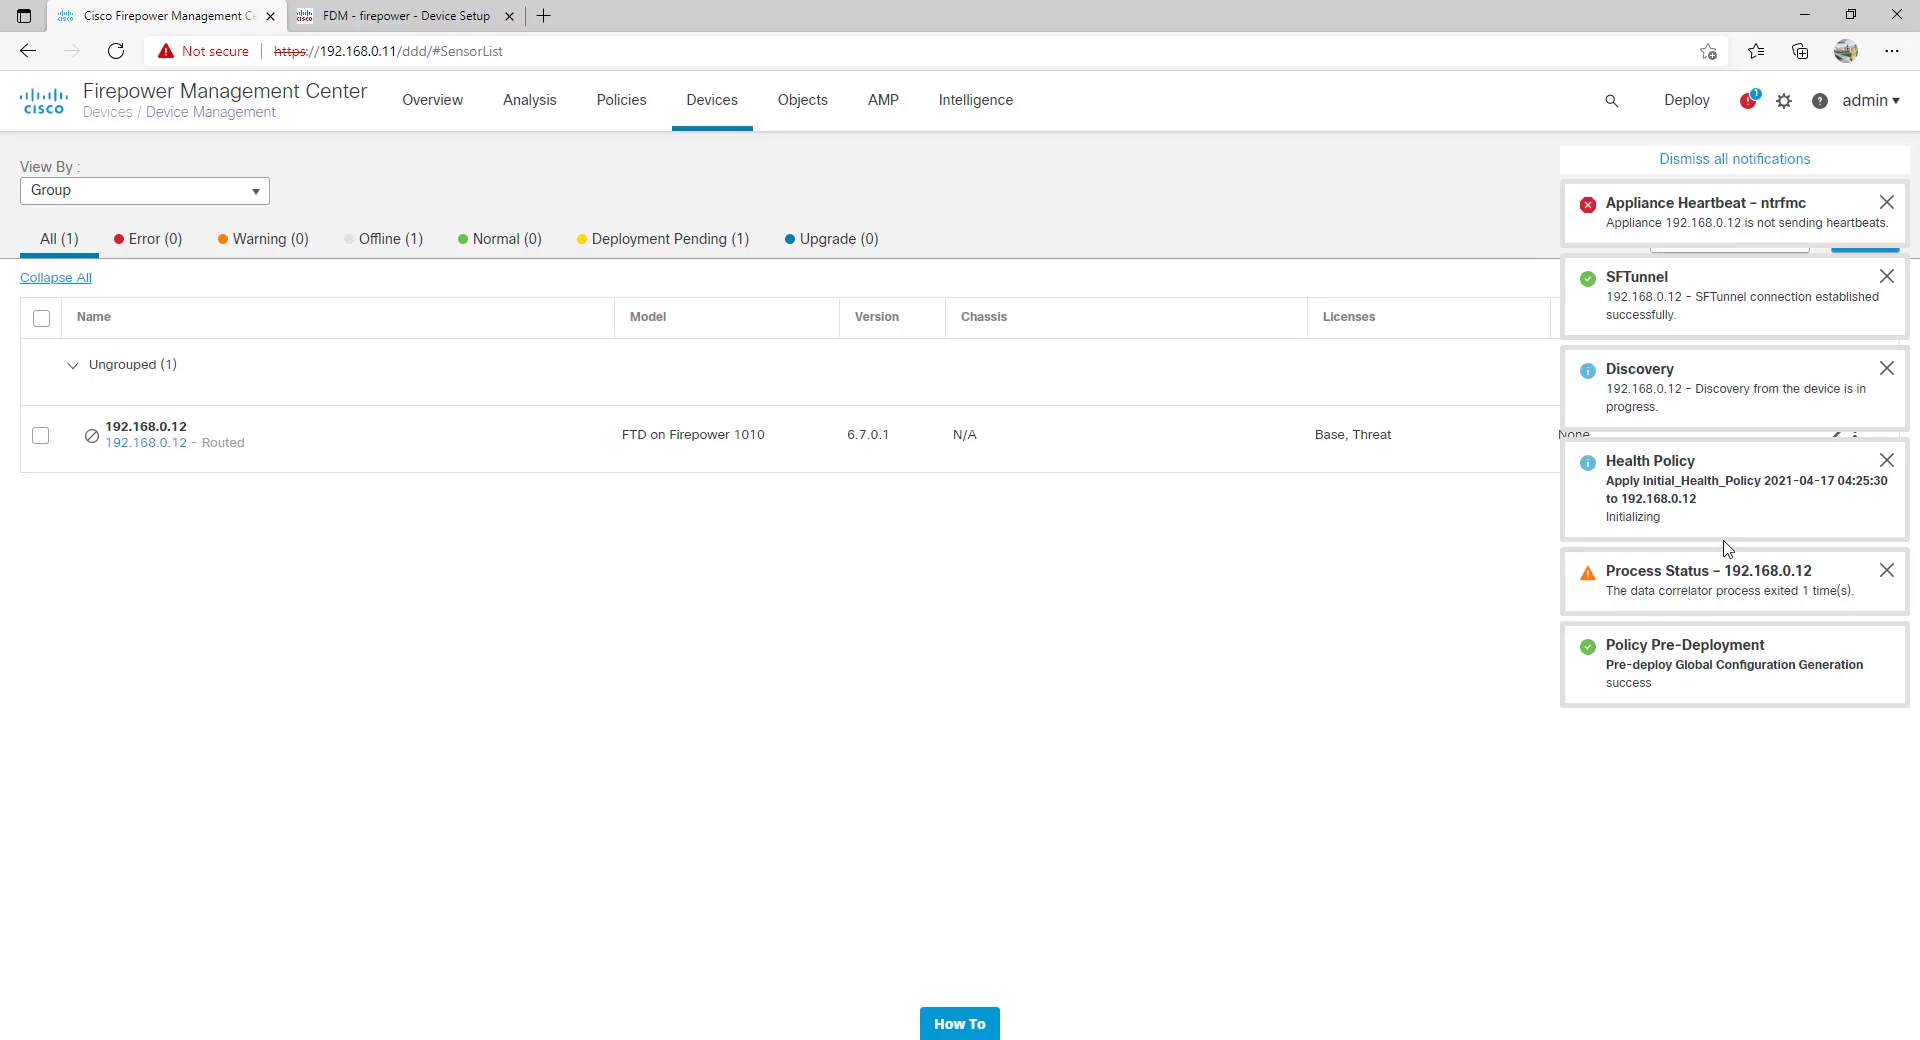 Cisco Firepower Management Ce
FDM - firepower - Device Setup
Not secure
https://192.168.0.11/ddd/#SensorList
CISCO
Firepower Management Center
Devices / Device Management
Overview
Analysis
Policies
Devices
Objects
AMP
Intelligence
Deploy
1
admin
View By :
Group
All (1)
Error (0)
Warning (0)
Offline (1)
Normal (0)
Deployment Pending (1)
Upgrade (0)
Collapse All
Name
Model
Version
Chassis
Licenses
Ungrouped (1)
192.168.0.12
192.168.0.12 - Routed
FTD on Firepower 1010
6.7.0.1
N/A
Base, Threat
None
Dismiss all notifications
Appliance Heartbeat - ntrfmc
Appliance 192.168.0.12 is not sending heartbeats.
SFTunnel
192.168.0.12 - SFTunnel connection established
successfully.
Discovery
192.168.0.12 - Discovery from the device is in
progress.
Health Policy
Apply Initial_Health_Policy 2021-04-17 04:25:30
to 192.168.0.12
Initializing
Process Status - 192.168.0.12
The data correlator process exited 1 time(s).
Policy Pre-Deployment
Pre-deploy Global Configuration Generation
success
How To